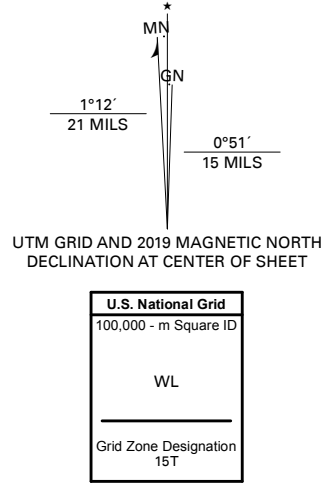 ★
MN
GN
1°12´
21 MILS
0°51´
15 MILS
UTM GRID AND 2019 MAGNETIC NORTH
DECLINATION AT CENTER OF SHEET
U.S. National Grid
100,000 - m Square ID
WL
Grid Zone Designation
15T